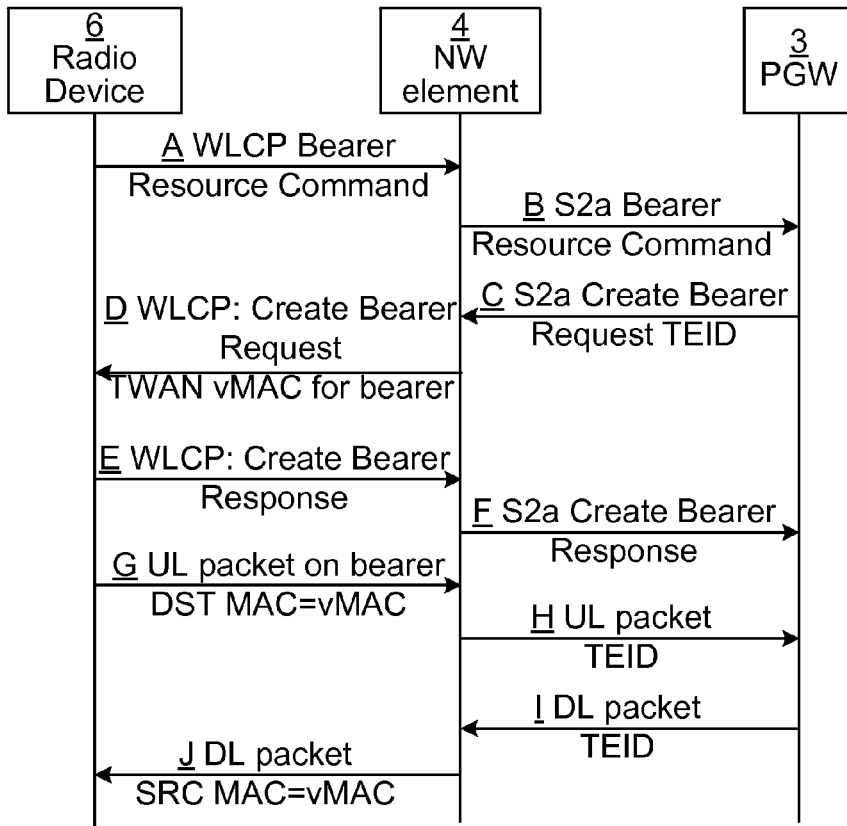 6
Radio
Device
4
NW
element
3
PGW
A WLCP Bearer
Resource Command
B S2a Bearer
Resource Command
C S2a Create Bearer
Request TEID
D WLCP: Create Bearer
Request
TWAN vMAC for bearer
E WLCP: Create Bearer
Response
F S2a Create Bearer
Response
G UL packet on bearer
DST MAC=vMAC
H UL packet
TEID
I DL packet
TEID
J DL packet
SRC MAC=vMAC